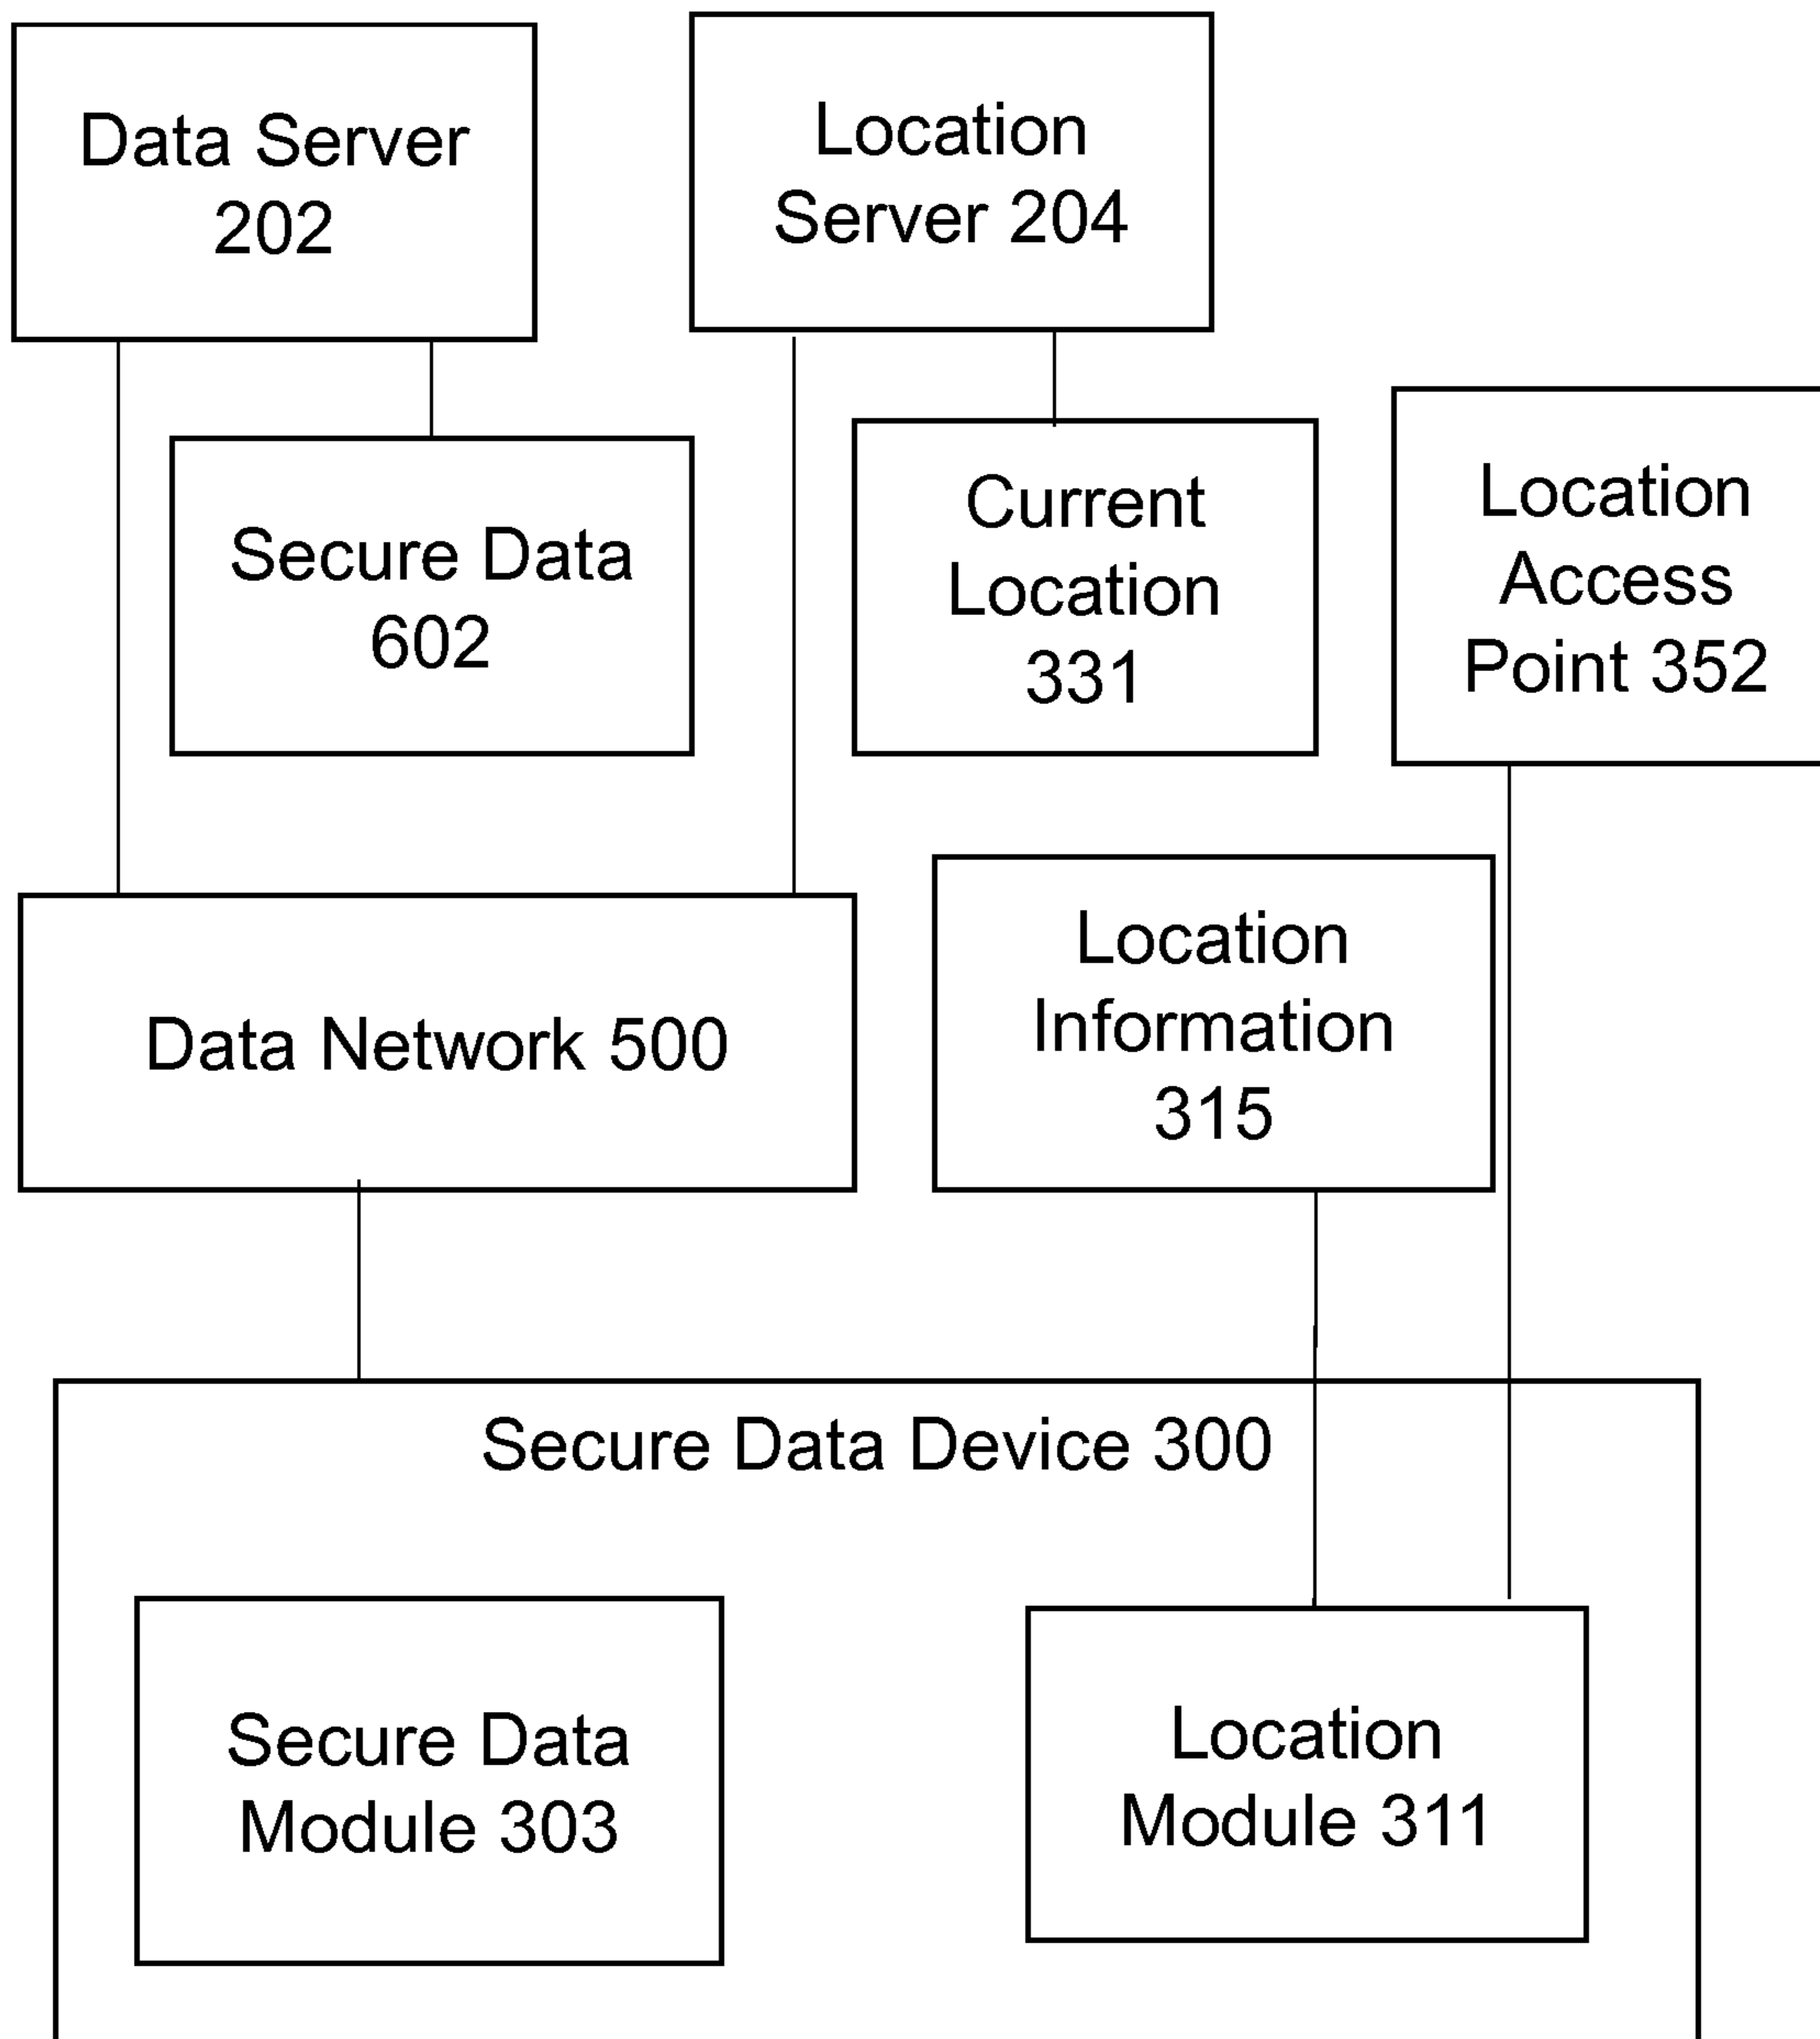 Data Server
202
Location
Server 204
Secure Data
602
Current
Location
331
Location
Access
Point 352
Data Network 500
Location
Information
315
Secure Data Device 300
Secure Data
Module 303
Location
Module 311